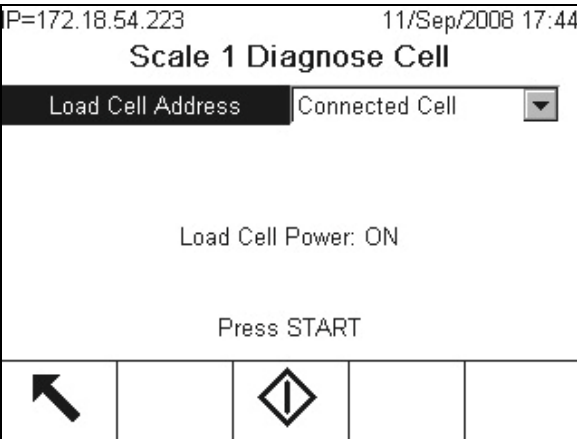 IP=172.18.54.223 11/Sep/2008 17:44
Scale 1 Diagnose Cell
Load Cell Address Connected Cell
Load Cell Power: ON
Press START